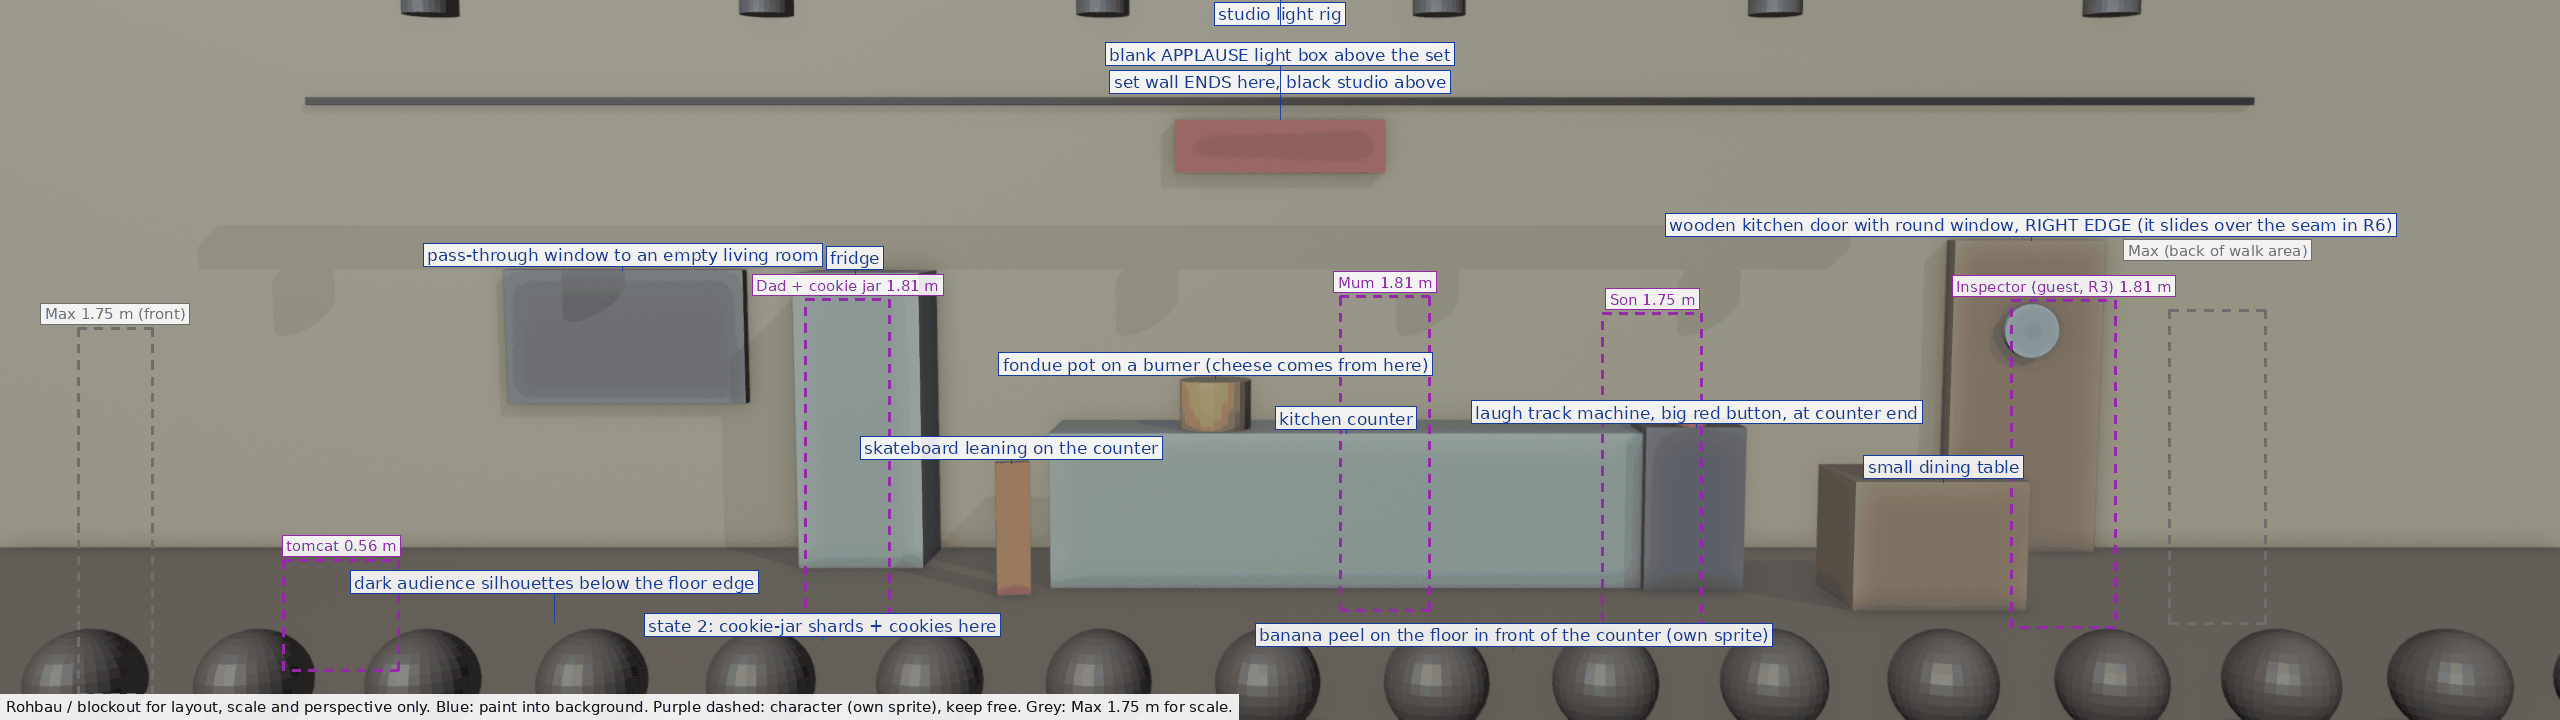 studio light rig
blank APPLAUSE light box above the set
set wall ENDS here, black studio above
wooden kitchen door with round window, RIGHT EDGE (it slides over the seam in R6)
pass-through window to an empty living room
fridge
Max (back of walk area)
Dad + cookie jar 1.81 m
Mum 1.81 m
Son 1.75 m
Inspector (guest, R3) 1.81 m
Max 1.75 m (front)
fondue pot on a burner (cheese comes from here)
kitchen counter
laugh track machine, big red button, at counter end
skateboard leaning on the counter
small dining table
tomcat 0.56 m
dark audience silhouettes below the floor edge
state 2: cookie-jar shards + cookies here
banana peel on the floor in front of the counter (own sprite)
Rohbau / blockout for layout, scale and perspective only. Blue: paint into background. Purple dashed: character (own sprite), keep free. Grey: Max 1.75 m for scale.